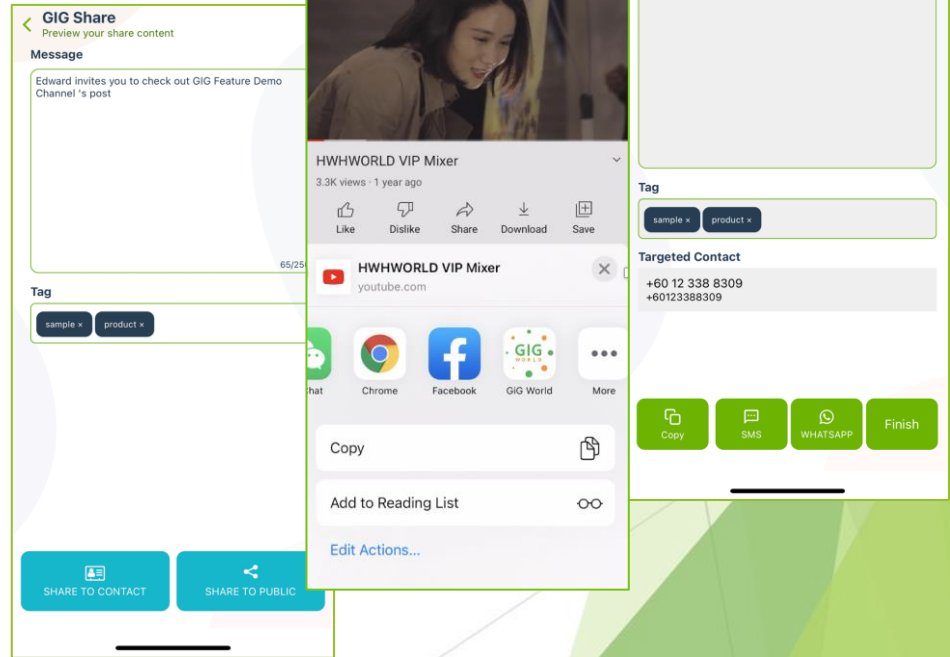 GIG Share
Preview your share content
Message
Edward invites you to check out GIG Feature Demo
Channel 's post
65/25
Tag
sample ×
product ×
SHARE TO CONTACT
SHARE TO PUBLIC
HWHWORLD VIP Mixer
3.3K views · 1 year ago
Like
Dislike
Share
Download
Save
HWHWORLD VIP Mixer
youtube.com
GIG
WORLD
hat
Chrome
Facebook
GiG World
More
Copy
Add to Reading List
Edit Actions...
Tag
sample ×
product ×
Targeted Contact
+60 12 338 8309
+60123388309
Copy
SMS
WHATSAPP
Finish